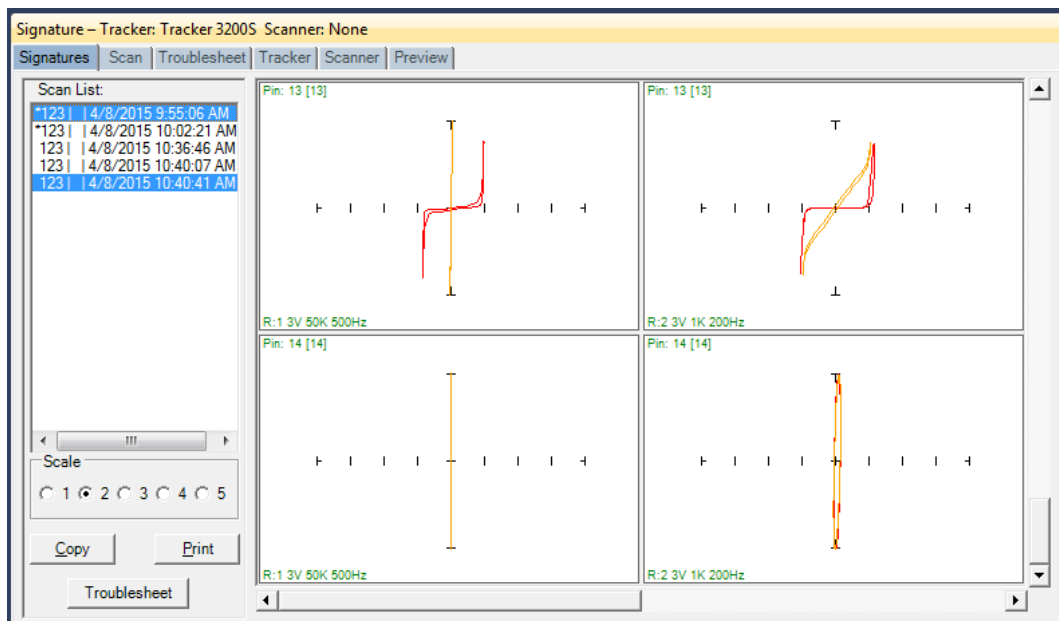 Signature – Tracker: Tracker 3200S Scanner: None
Signatures Scan Troublesheet Tracker Scanner Preview
Scan List:
*123 | | 4/8/2015 9:55:06 AM
*123 | | 4/8/2015 10:02:21 AM
123 | | 4/8/2015 10:36:46 AM
123 | | 4/8/2015 10:40:07 AM
123 | | 4/8/2015 10:40:41 AM
Scale
1 2 3 4 5
Copy Print
Troublesheet
Pin: 13 [13]
R:1 3V 50K 500Hz
Pin: 13 [13]
R:2 3V 1K 200Hz
Pin: 14 [14]
R:1 3V 50K 500Hz
Pin: 14 [14]
R:2 3V 1K 200Hz